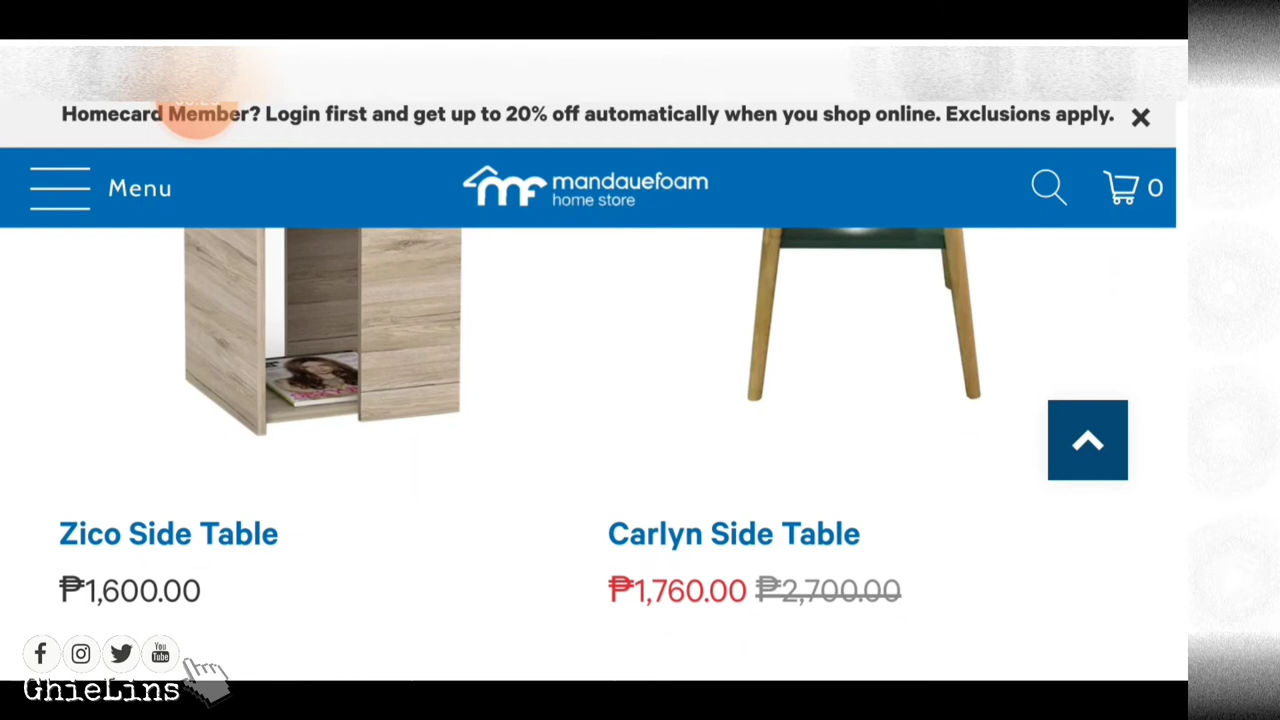 Homecard Member? Login first and get up to 20% off automatically when you shop online. Exclusions apply.
Menu
mandauefoam
home store
0
Zico Side Table
Carlyn Side Table
₱1,600.00
₱1,760.00 ₱2,700.00
You
Tube
GhieLins